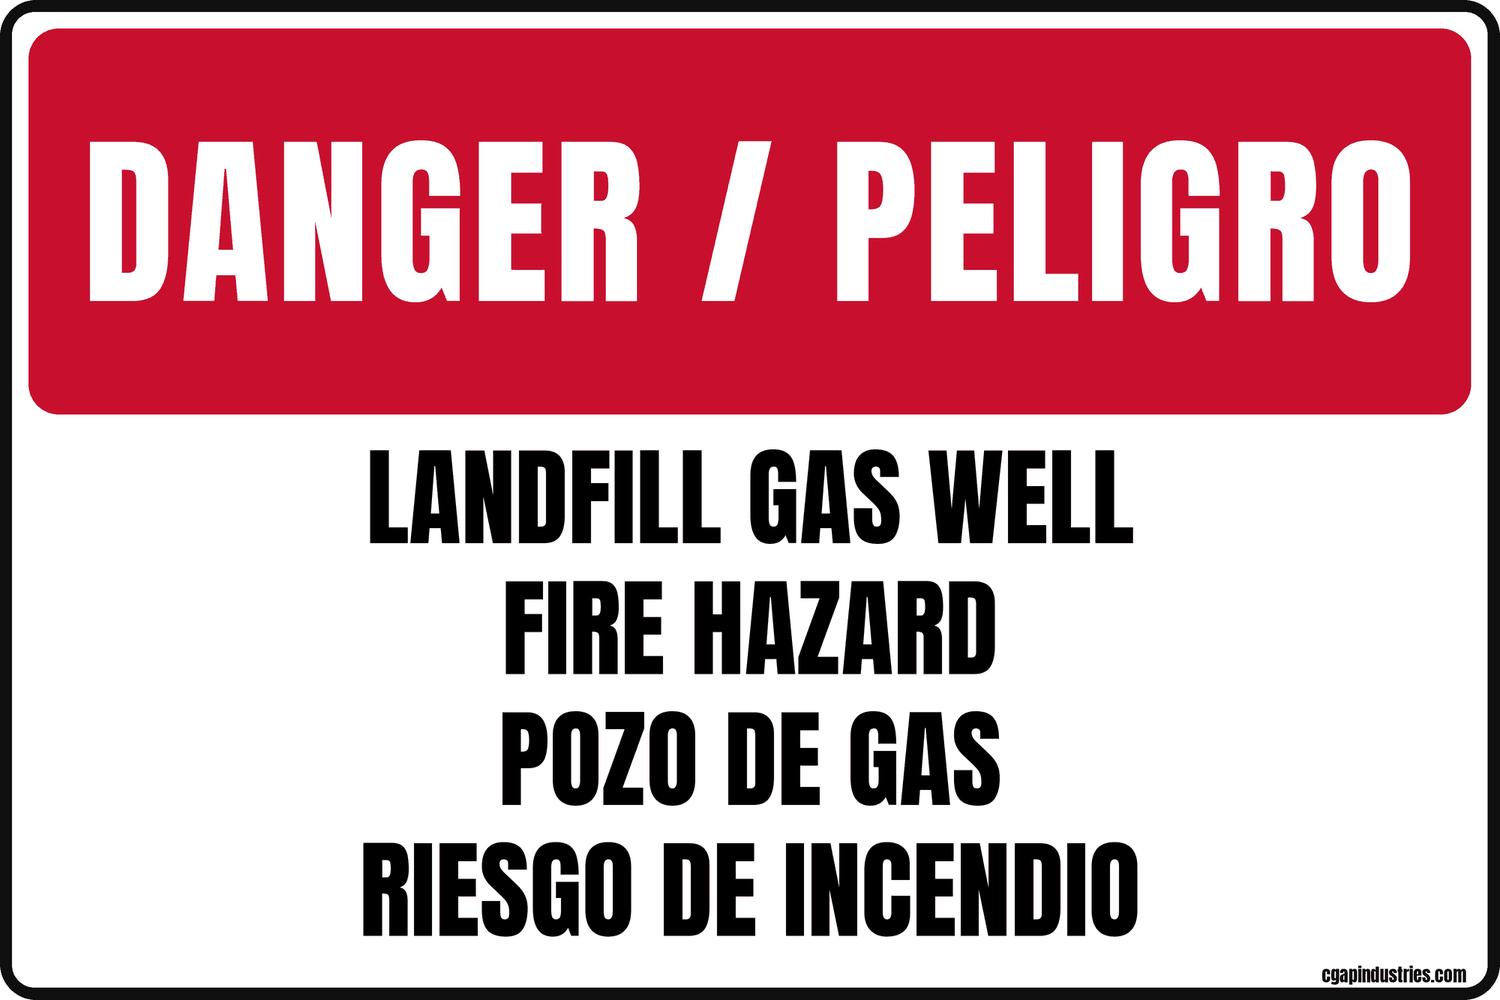 DANGER / PELIGRO
LANDFILL GAS WELL
FIRE HAZARD
POZO DE GAS
RIESGO DE INCENDIO
cgapindustries.com